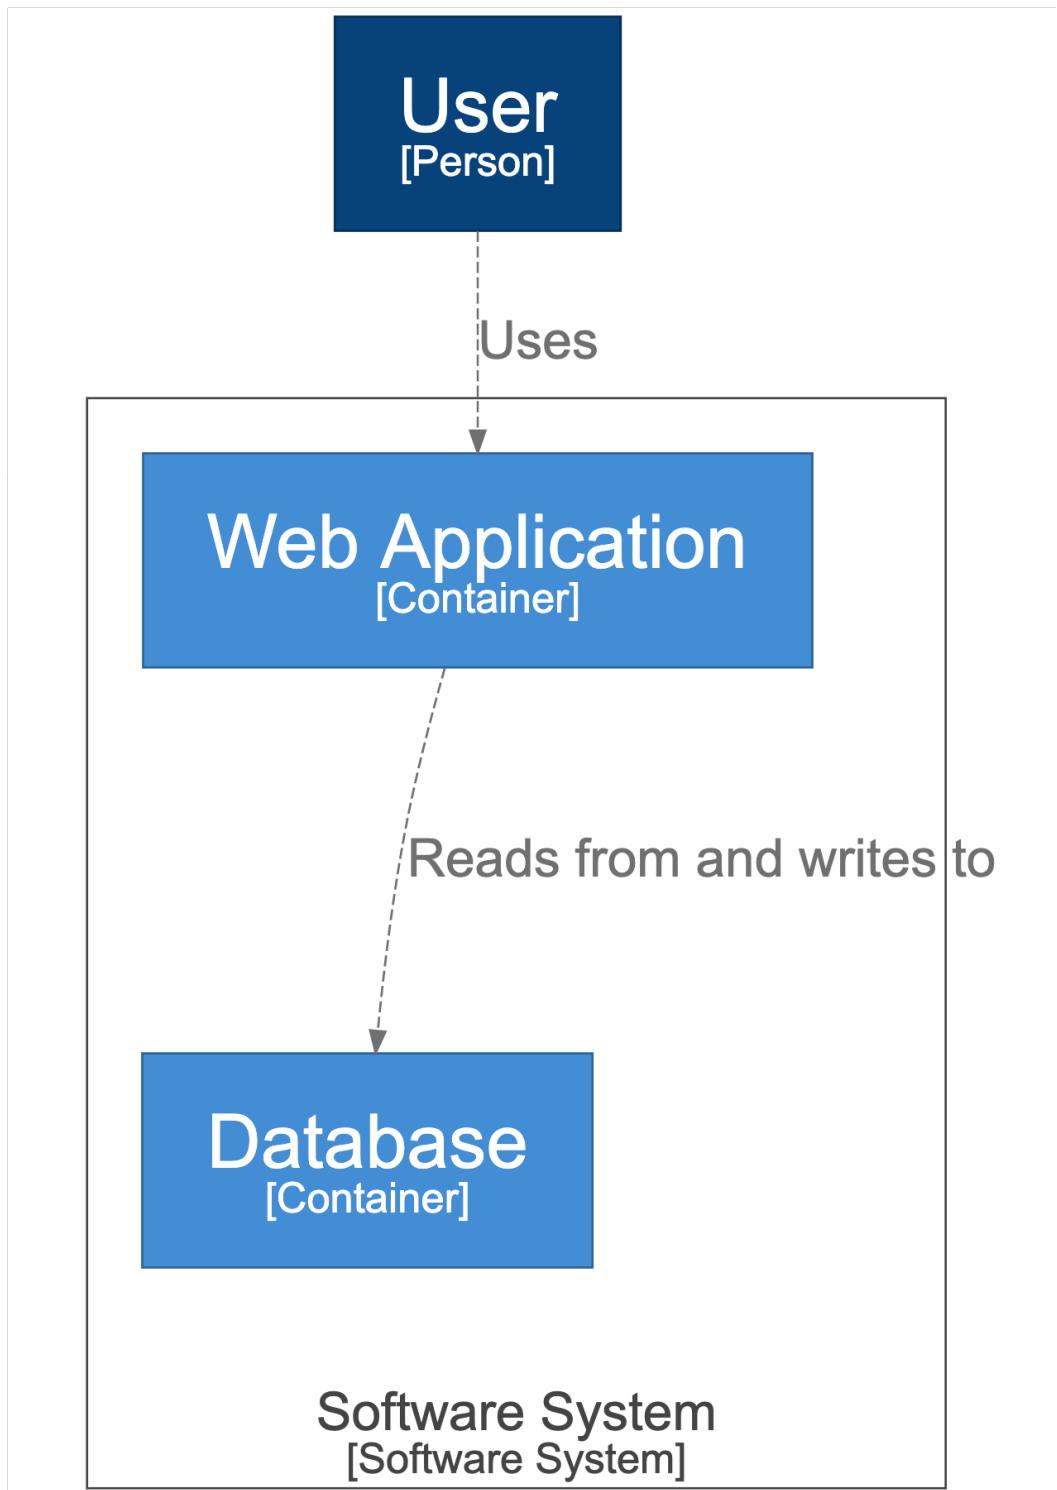 User
[Person]
Uses
Web Application
[Container]
Reads from and writes to
Database
[Container]
Software System
[Software System]